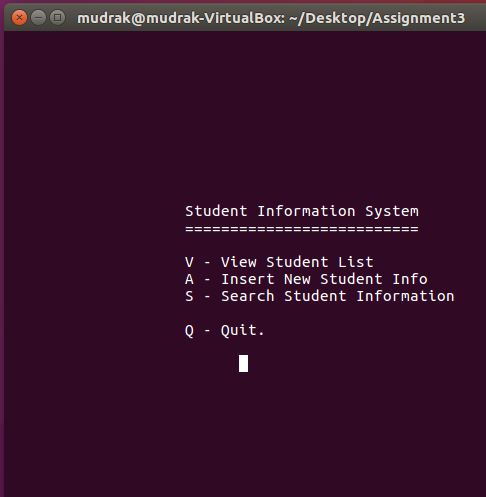 mudrak@mudrak-VirtualBox: ~/Desktop/Assignment3
Student Information System
==========================
V - View Student List
A - Insert New Student Info
S - Search Student Information
Q - Quit.